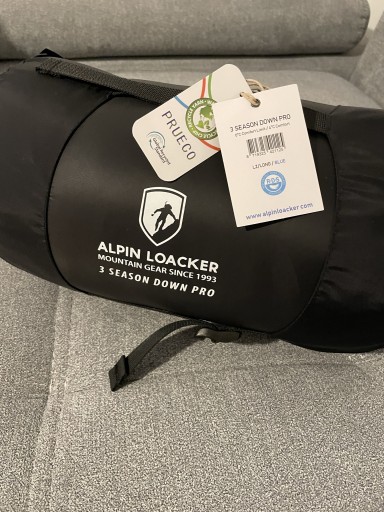 PRUECO
3 SEASON DOWN PRO
LL/LONG / BLUE
www.alpinloacker.com
ALPIN LOACKER
MOUNTAIN GEAR SINCE 1993
3 SEASON DOWN PRO